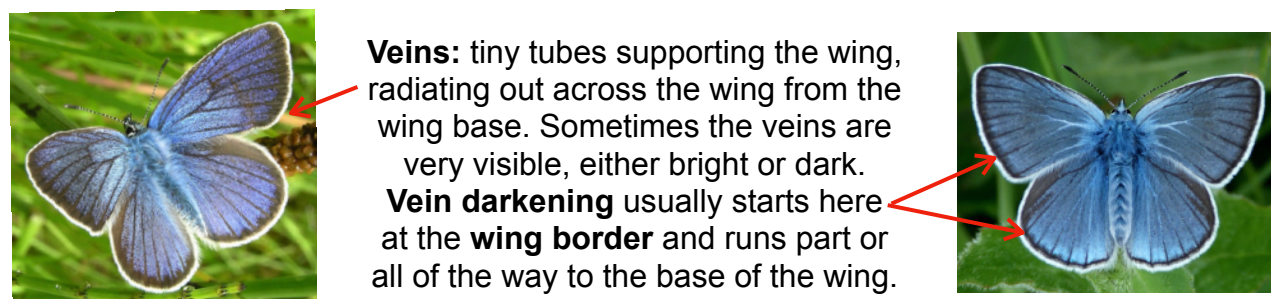 Veins: tiny tubes supporting the wing,
radiating out across the wing from the
wing base. Sometimes the veins are
very visible, either bright or dark.
Vein darkening usually starts here
at the wing border and runs part or
all of the way to the base of the wing.